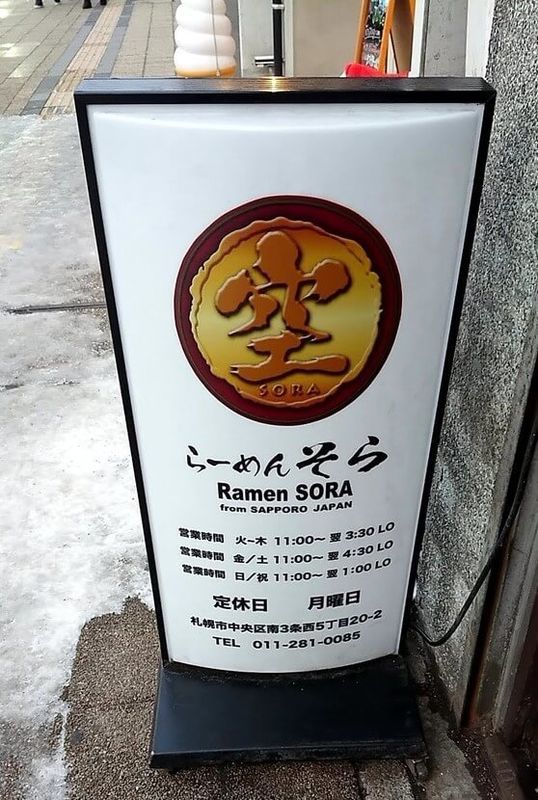 空
SORA
らーめん そら
Ramen SORA
from SAPPORO JAPAN
営業時間 火~木 11:00~ 翌 3:30 LO
営業時間 金/土 11:00~ 翌 4:30 LO
営業時間 日/祝 11:00~ 翌 1:00 LO
定休日 月曜日
札幌市中央区南3条西5丁目20-2
TEL 011-281-0085